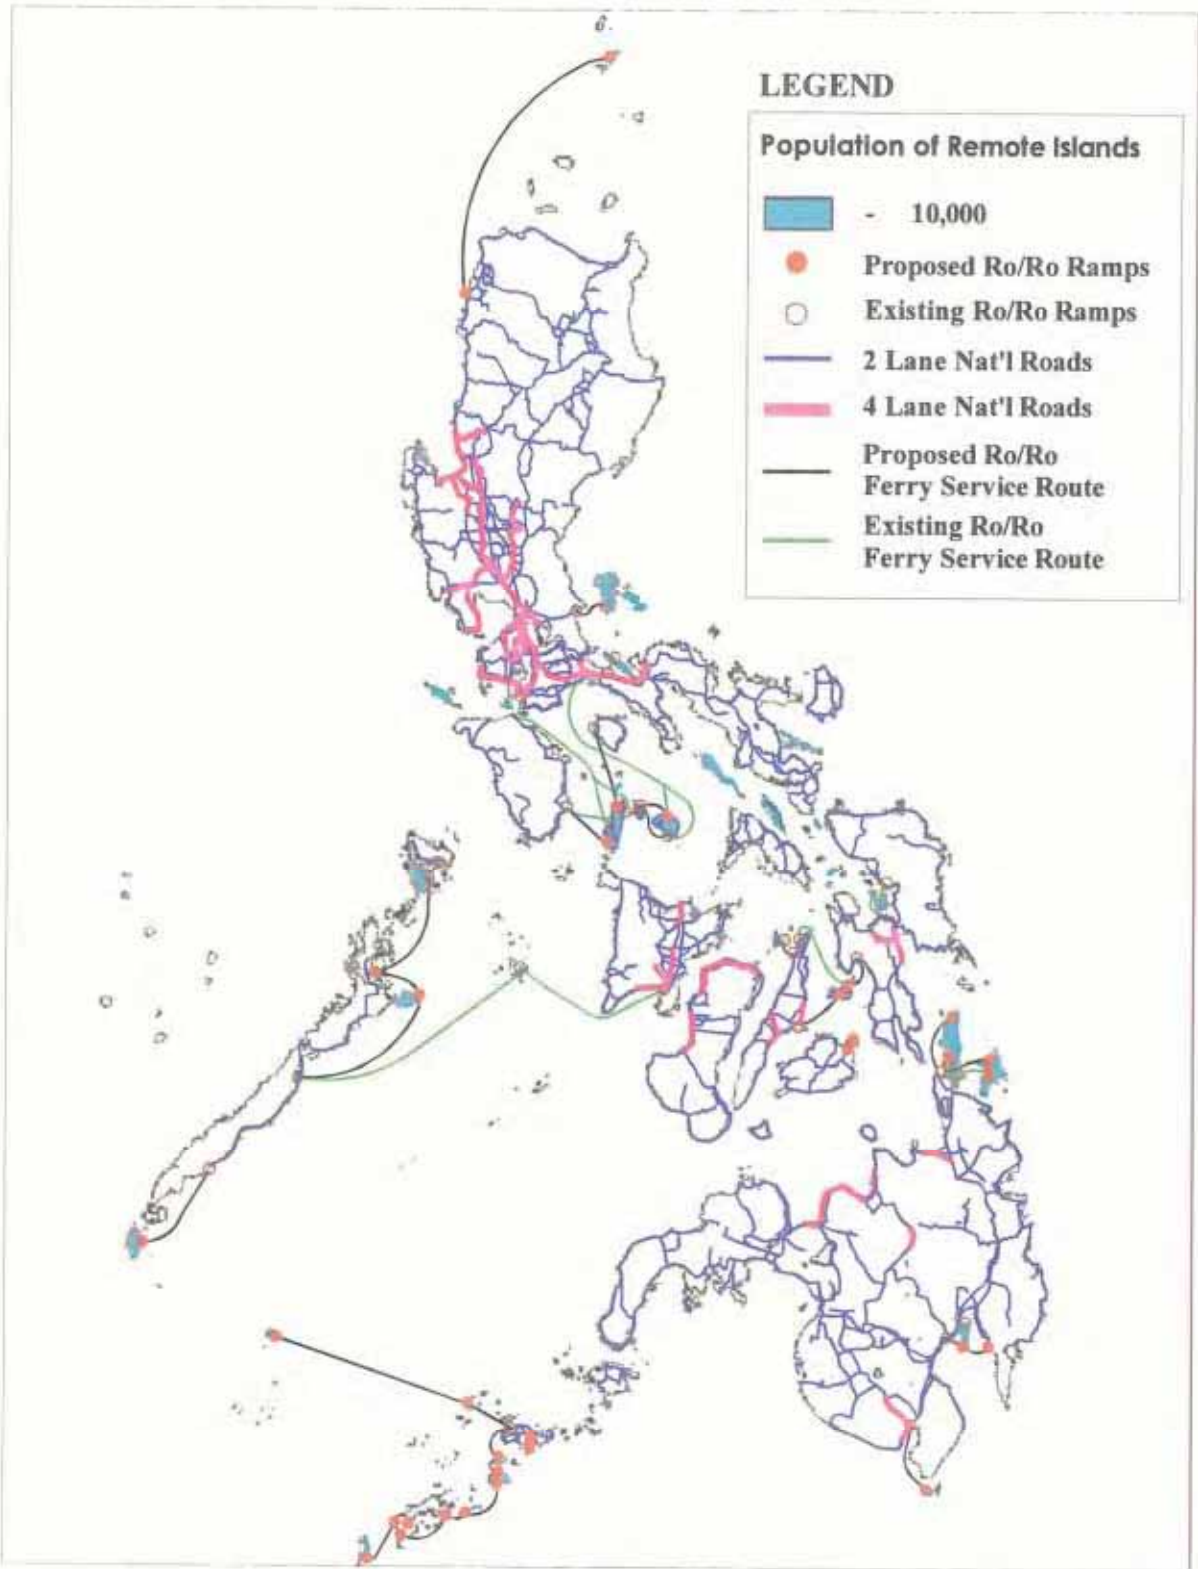 6.
LEGEND
Population of Remote Islands
- 10,000
Proposed Ro/Ro Ramps
Existing Ro/Ro Ramps
2 Lane Nat'l Roads
4 Lane Nat'l Roads
Proposed Ro/Ro
Ferry Service Route
Existing Ro/Ro
Ferry Service Route